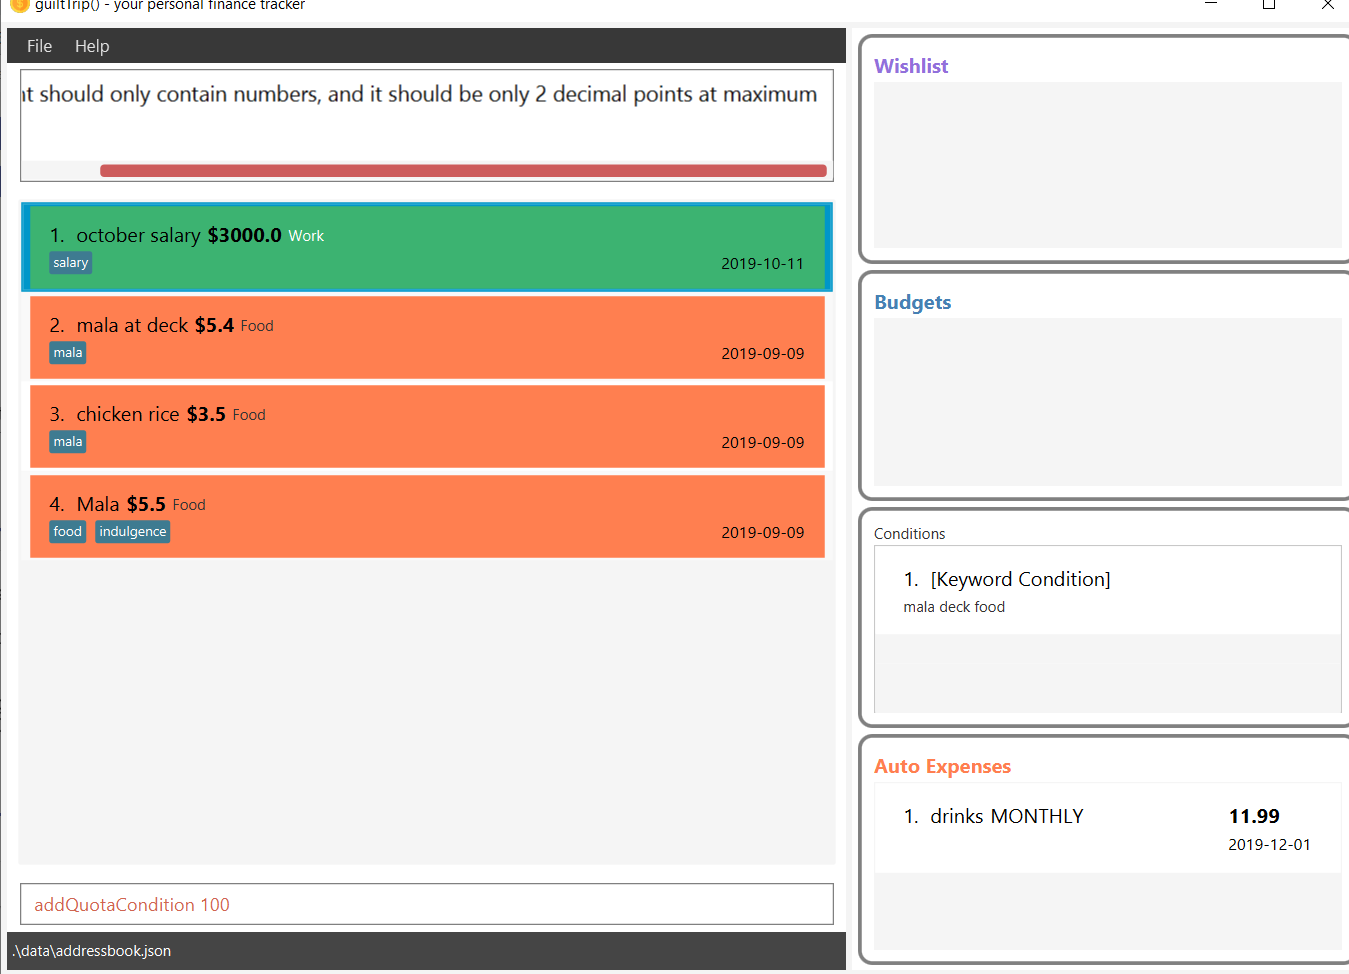 guiltTrip() - your personal finance tracker
File Help
nt should only contain numbers, and it should be only 2 decimal points at maximum
1. october salary $3000.0 Work
salary
2019-10-11
2. mala at deck $5.4 Food
mala
2019-09-09
3. chicken rice $3.5 Food
mala
2019-09-09
4. Mala $5.5 Food
food indulgence
2019-09-09
addQuotaCondition 100
.\data\addressbook.json
Wishlist
Budgets
Conditions
1. [Keyword Condition]
mala deck food
Auto Expenses
1. drinks MONTHLY 11.99
2019-12-01